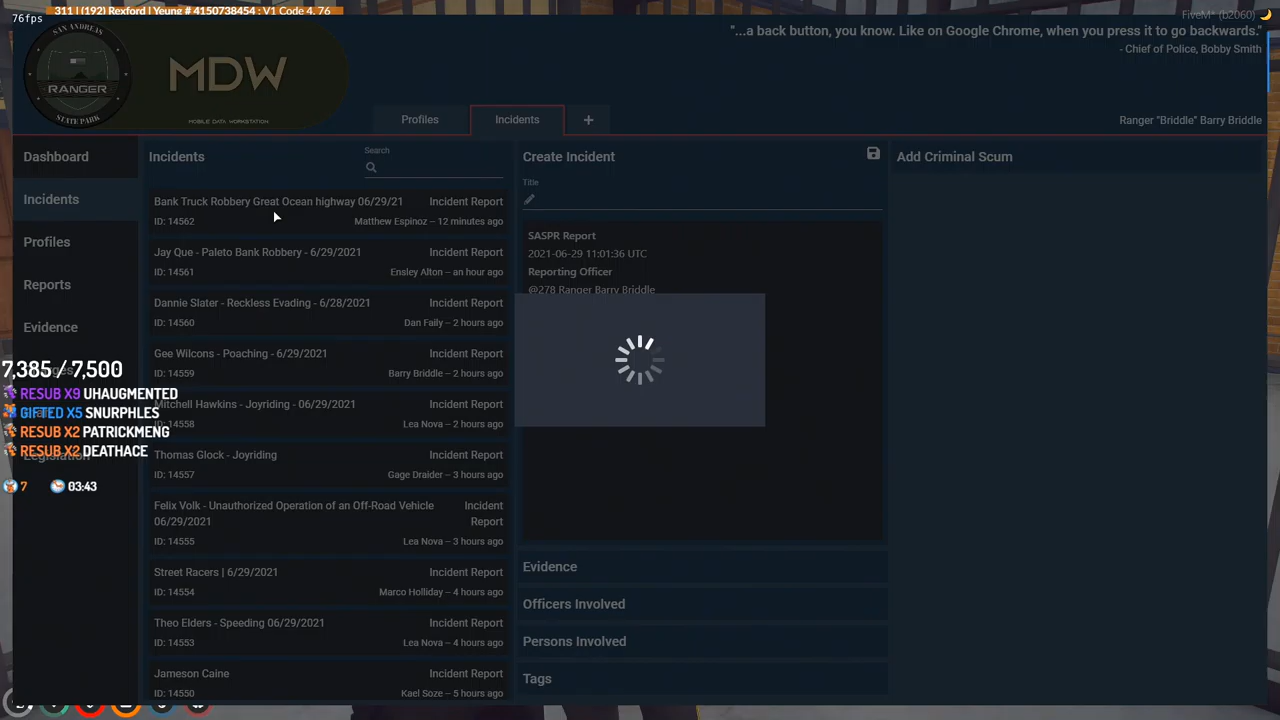 311 | (192) Rexford | Yeung # 4150738454 : V1 Code 4, 76
76fps
FiveM* (b2060)
SAN ANDREAS
RANGER
STATE PARK
MDW
MOBILE DATA WORKSTATION
"...a back button, you know. Like on Google Chrome, when you press it to go backwards."
- Chief of Police, Bobby Smith
Profiles
Incidents
+
Ranger "Briddle" Barry Briddle
Dashboard
Incidents
Profiles
Reports
Evidence
Legislation
7,385 / 7,500
RESUB X9 UHAUGMENTED
GIFTED X5 SNURPHLES
RESUB X2 PATRICKMENG
RESUB X2 DEATHACE
7
03:43
Incidents
Search
Bank Truck Robbery Great Ocean highway 06/29/21 Incident Report
ID: 14562 Matthew Espinoz – 12 minutes ago
Jay Que - Paleto Bank Robbery - 6/29/2021 Incident Report
ID: 14561 Ensley Alton – an hour ago
Dannie Slater - Reckless Evading - 6/28/2021 Incident Report
ID: 14560 Dan Faily – 2 hours ago
Gee Wilcons - Poaching - 6/29/2021 Incident Report
ID: 14559 Barry Briddle – 2 hours ago
Mitchell Hawkins - Joyriding - 06/29/2021 Incident Report
14558 Lea Nova – 2 hours ago
Thomas Glock - Joyriding Incident Report
ID: 14557 Gage Draider – 3 hours ago
Felix Volk - Unauthorized Operation of an Off-Road Vehicle Incident
06/29/2021 Report
ID: 14555 Lea Nova – 3 hours ago
Street Racers | 6/29/2021 Incident Report
ID: 14554 Marco Holliday – 4 hours ago
Theo Elders - Speeding 06/29/2021 Incident Report
ID: 14553 Lea Nova – 4 hours ago
Jameson Caine Incident Report
ID: 14550 Kael Soze – 5 hours ago
Create Incident
Title
SASPR Report
2021-06-29 11:01:36 UTC
Reporting Officer
@278 Ranger Barry Briddle
Evidence
Officers Involved
Persons Involved
Tags
Add Criminal Scum